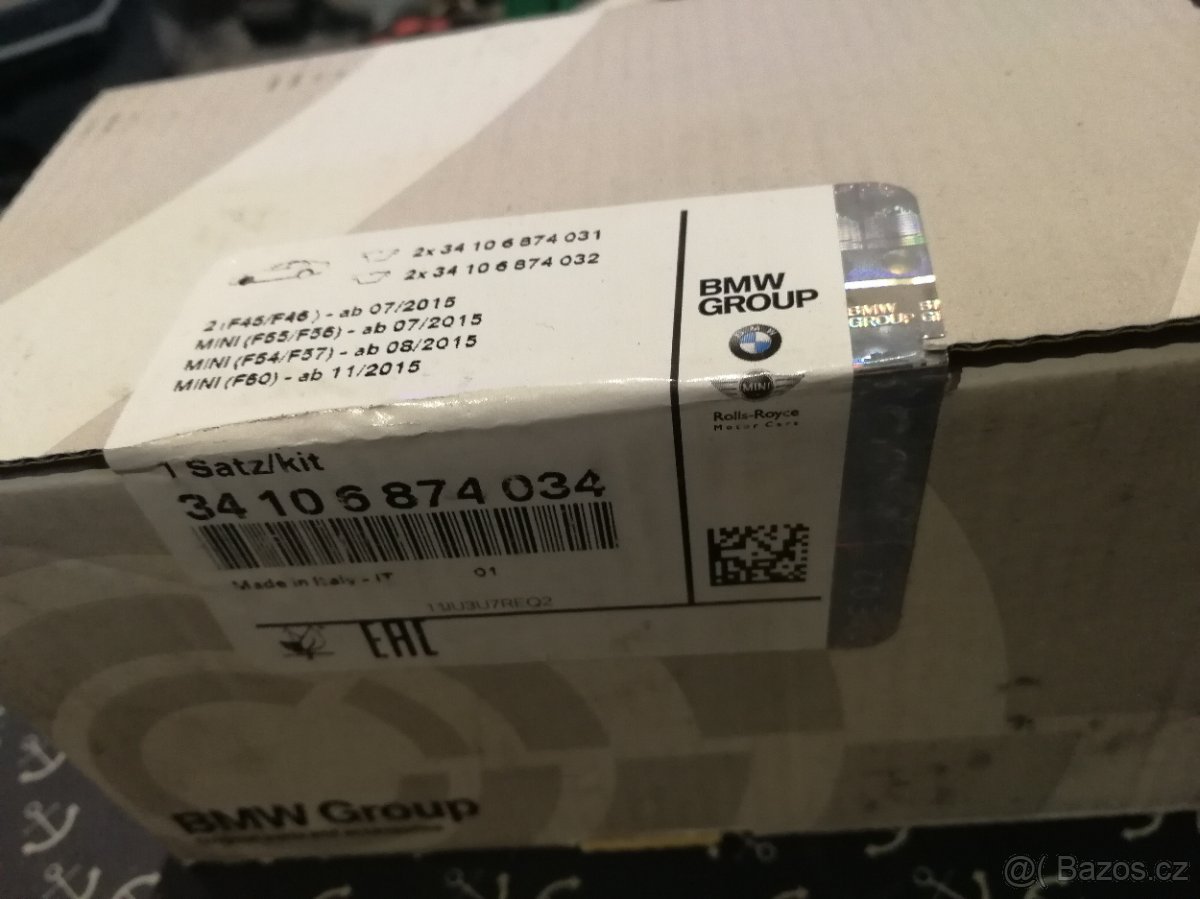 2x 34 10 6 874 031
2x 34 10 6 874 032
2 (F45/F46) - ab 07/2015
MINI (F55/F56) - ab 07/2015
MINI (F54/F57) - ab 08/2015
MINI (F60) - ab 11/2015
BMW
GROUP
BMW
GROUP
MINI
Rolls-Royce
Motor Cars
1 Satz/kit
34 10 6 874 034
Made in Italy - IT
01
EAC
BMW Group
@( Bazos.cz